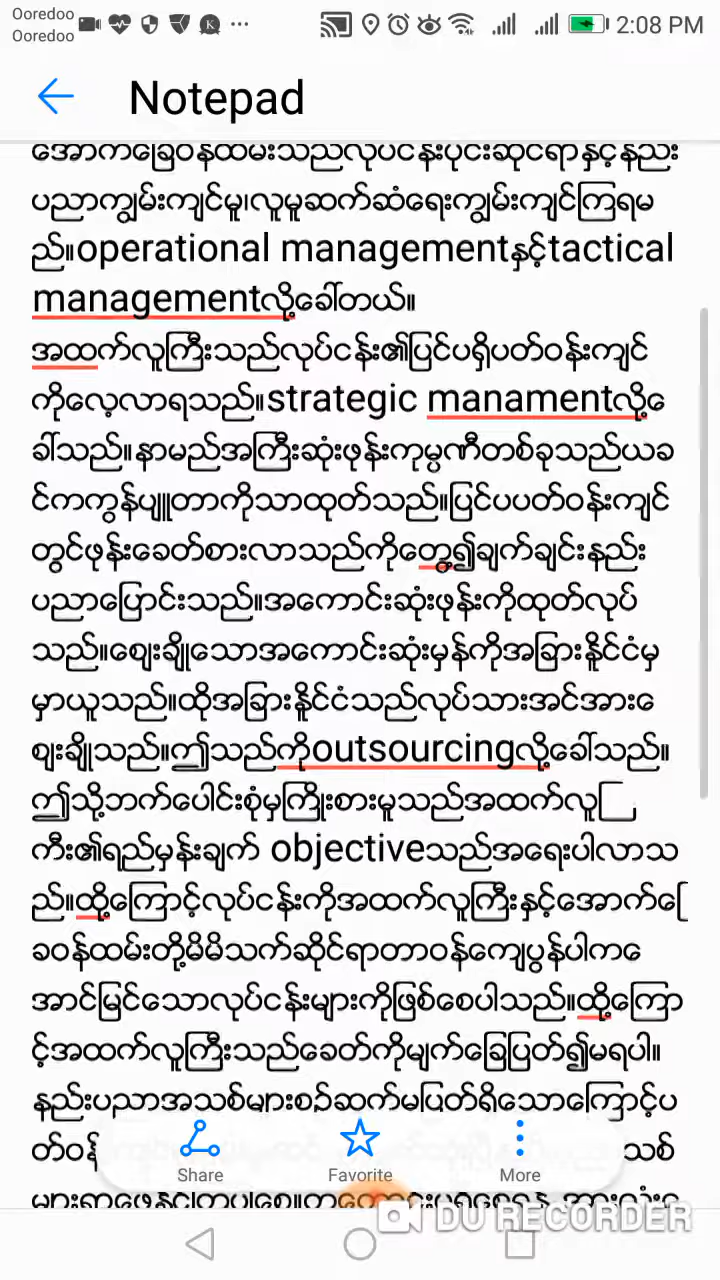 Ooredoo
Ooredoo
2:08 PM
Notepad
အောက်ခြေဝန်ထမ်းသည်လုပ်ငန်းပိုင်းဆိုင်ရာနှင့်နည်း
ပညာကျွမ်းကျင်မှု၊လူမှုဆက်ဆံရေးကျွမ်းကျင်ကြရမ
ည်။operational managementနှင့်tactical
managementလို့ခေါ်တယ်။
အထက်လူကြီးသည်လုပ်ငန်း၏ပြင်ပရှိပတ်ဝန်းကျင်
ကိုလေ့လာရသည်။strategic manamentလို့ခ
ေါ်သည်။နာမည်အကြီးဆုံးဖုန်းကုမ္ပဏီတစ်ခုသည်ယခ
င်ကကွန်ပျူတာကိုသာထုတ်သည်။ပြင်ပပတ်ဝန်းကျင်
တွင်ဖုန်းခေတ်စားလာသည်ကိုတွေ့၍ချက်ချင်းနည်း
ပညာပြောင်းသည်။အကောင်းဆုံးဖုန်းကိုထုတ်လုပ်
သည်။ဈေးချိုသောအကောင်းဆုံးမှန်ကိုအခြားနိုင်ငံမှ
မှာယူသည်။ထိုအခြားနိုင်ငံသည်လုပ်သားအင်အား
ဈေးချိုသည်။ဤသည်ကိုoutsourcingလို့ခေါ်သည်။
ဤသို့ဘက်ပေါင်းစုံမှကြိုးစားမှုသည်အထက်လူ
ကြီး၏ရည်မှန်းချက် objectiveသည်အရေးပါလာသ
ည်။ထို့ကြောင့်လုပ်ငန်းကိုအထက်လူကြီးနှင့်အောက်ခြေ
ဝန်ထမ်းတို့မိမိသက်ဆိုင်ရာတာဝန်ကျေပွန်ပါက
အောင်မြင်သောလုပ်ငန်းများကိုဖြစ်စေပါသည်။ထို့ကြော
င့်အထက်လူကြီးသည်ခေတ်ကိုမျက်ခြေပြတ်၍မရပါ။
နည်းပညာအသစ်များစဉ်ဆက်မပြတ်ရှိသောကြောင့်ပ
တ်ဝန် သစ်
Share
Favorite
More
DU RECORDER